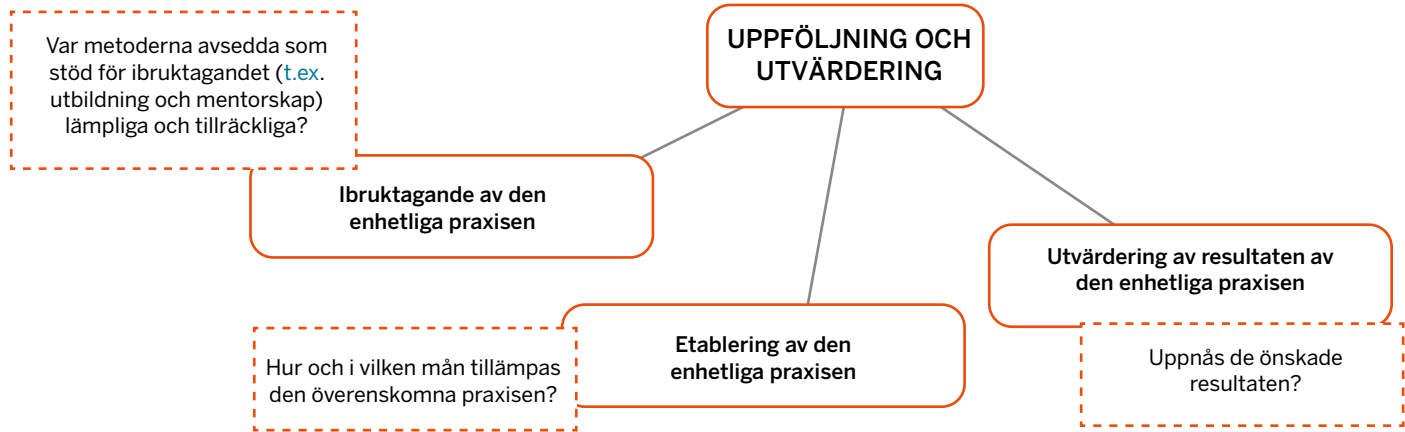 UPPFÖLJNING OCH
UTVÄRDERING
Var metoderna avsedda som
stöd för ibruktagandet (t.ex.
utbildning och mentorskap)
lämpliga och tillräckliga?
Ibruktagande av den
enhetliga praxisen
Utvärdering av resultaten av
den enhetliga praxisen
Hur och i vilken mån tillämpas
den överenskomna praxisen?
Etablering av den
enhetliga praxisen
Uppnås de önskade
resultaten?